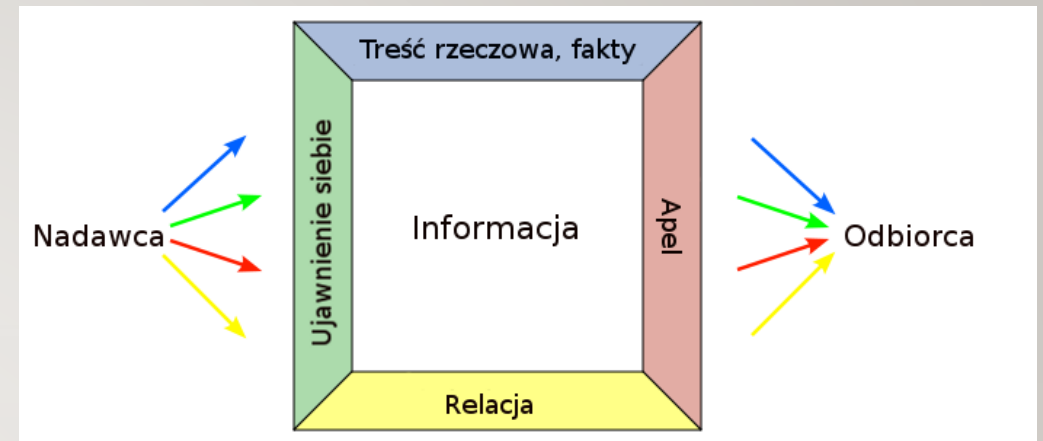 Treść rzeczowa, fakty
Ujawnienie siebie
Nadawca
Informacja
Apel
Odbiorca
Relacja